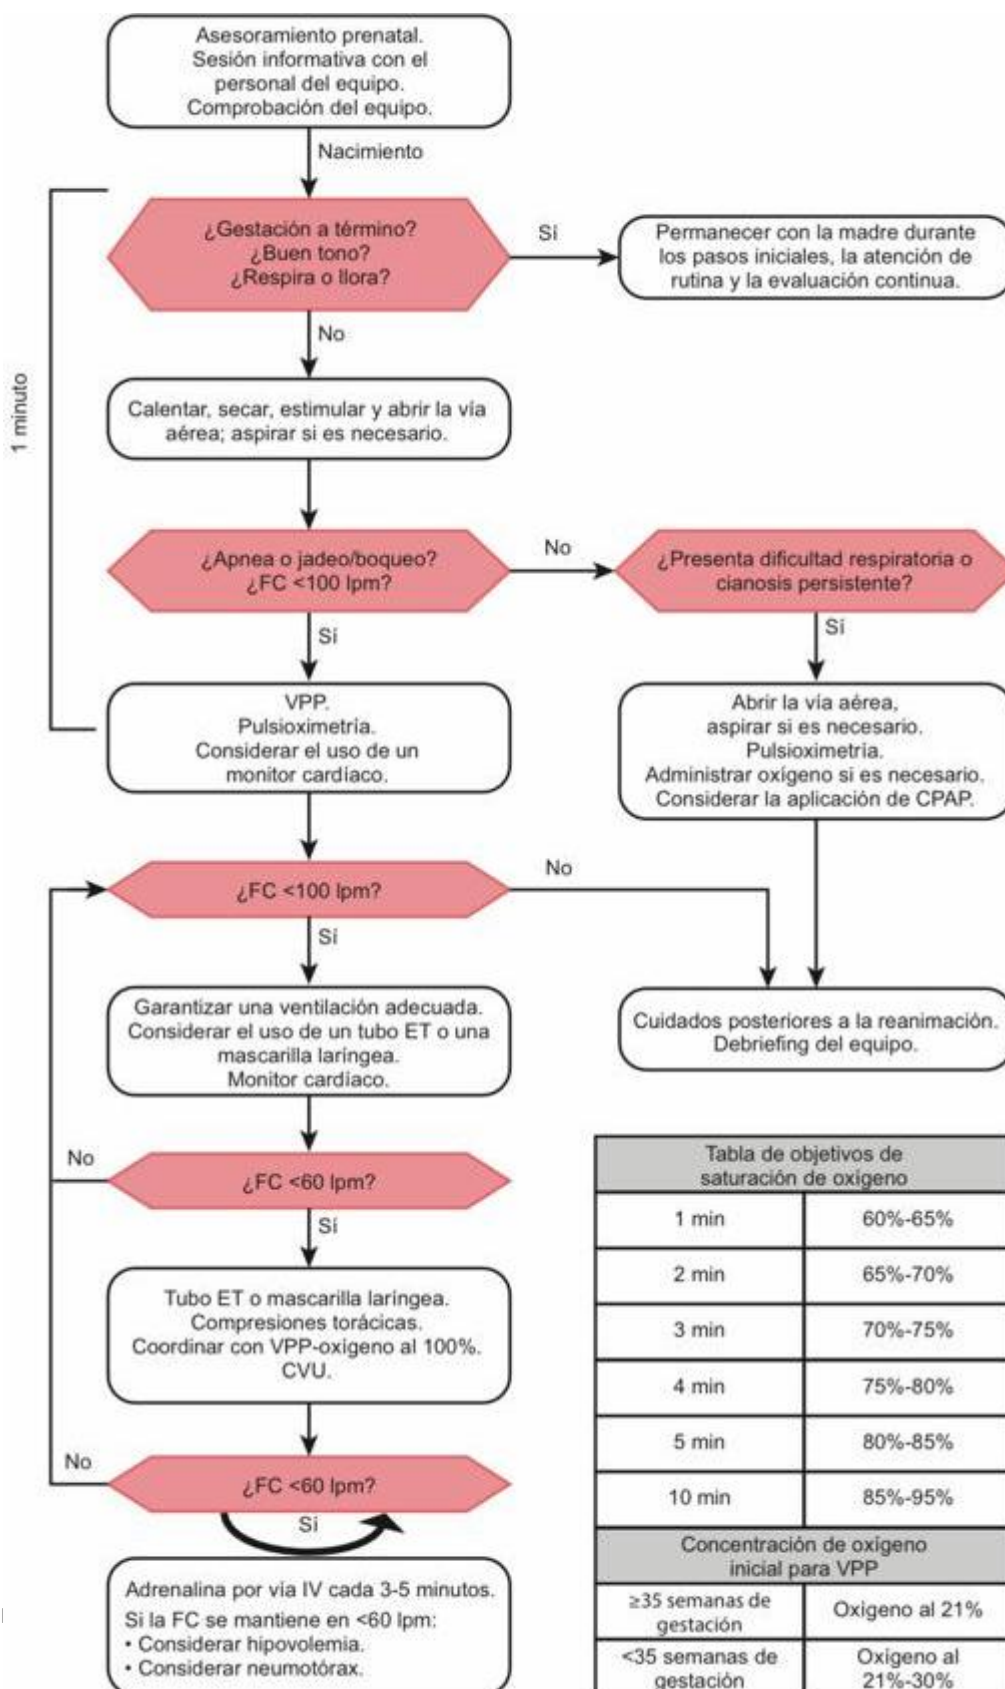 Asesoramiento prenatal.
Sesión informativa con el
personal del equipo.
Comprobación del equipo.
Nacimiento
1 minuto
¿Gestación a término?
¿Buen tono?
¿Respira o llora?
Sí
Permanecer con la madre durante
los pasos iniciales, la atención de
rutina y la evaluación continua.
No
Calentar, secar, estimular y abrir la vía
aérea; aspirar si es necesario.
¿Apnea o jadeo/boqueo?
¿FC <100 lpm?
No
¿Presenta dificultad respiratoria o
cianosis persistente?
Sí
Sí
VPP.
Pulsioximetría.
Considerar el uso de un
monitor cardíaco.
Abrir la vía aérea,
aspirar si es necesario.
Pulsioximetría.
Administrar oxígeno si es necesario.
Considerar la aplicación de CPAP.
¿FC <100 lpm?
No
Sí
Garantizar una ventilación adecuada.
Considerar el uso de un tubo ET o una
mascarilla laríngea.
Monitor cardíaco.
Cuidados posteriores a la reanimación.
Debriefing del equipo.
No
¿FC <60 lpm?
Sí
Tubo ET o mascarilla laríngea.
Compresiones torácicas.
Coordinar con VPP-oxígeno al 100%.
CVU.
No
¿FC <60 lpm?
Sí
Adrenalina por vía IV cada 3-5 minutos.
Si la FC se mantiene en <60 lpm:
• Considerar hipovolemia.
• Considerar neumotórax.
Tabla de objetivos de
saturación de oxígeno
1 min 60%-65%
2 min 65%-70%
3 min 70%-75%
4 min 75%-80%
5 min 80%-85%
10 min 85%-95%
Concentración de oxígeno
inicial para VPP
≥35 semanas de
gestación
Oxígeno al 21%
<35 semanas de
gestación
Oxígeno al
21%-30%